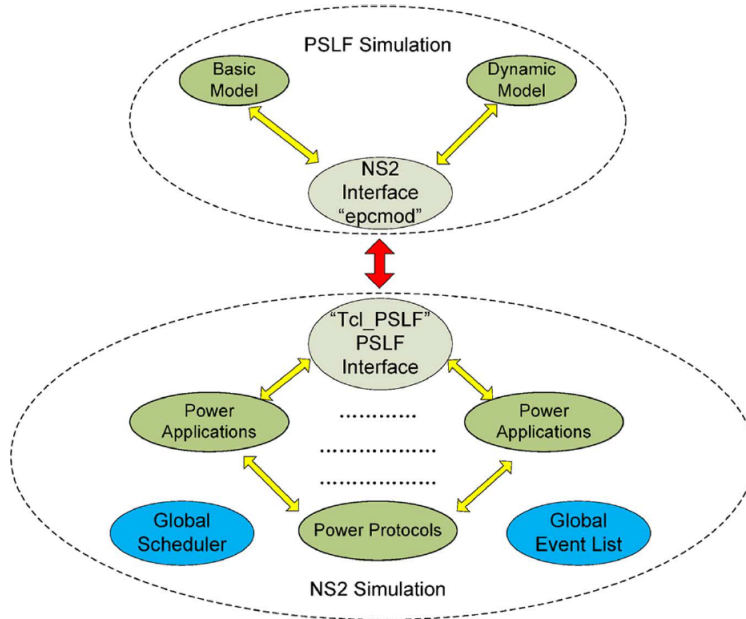 PSLF Simulation
Basic
Model
Dynamic
Model
NS2
Interface
“epcmod”
“Tcl_PSLF”
PSLF
Interface
Power
Applications
Power
Applications
Global
Scheduler
Power Protocols
Global
Event List
NS2 Simulation